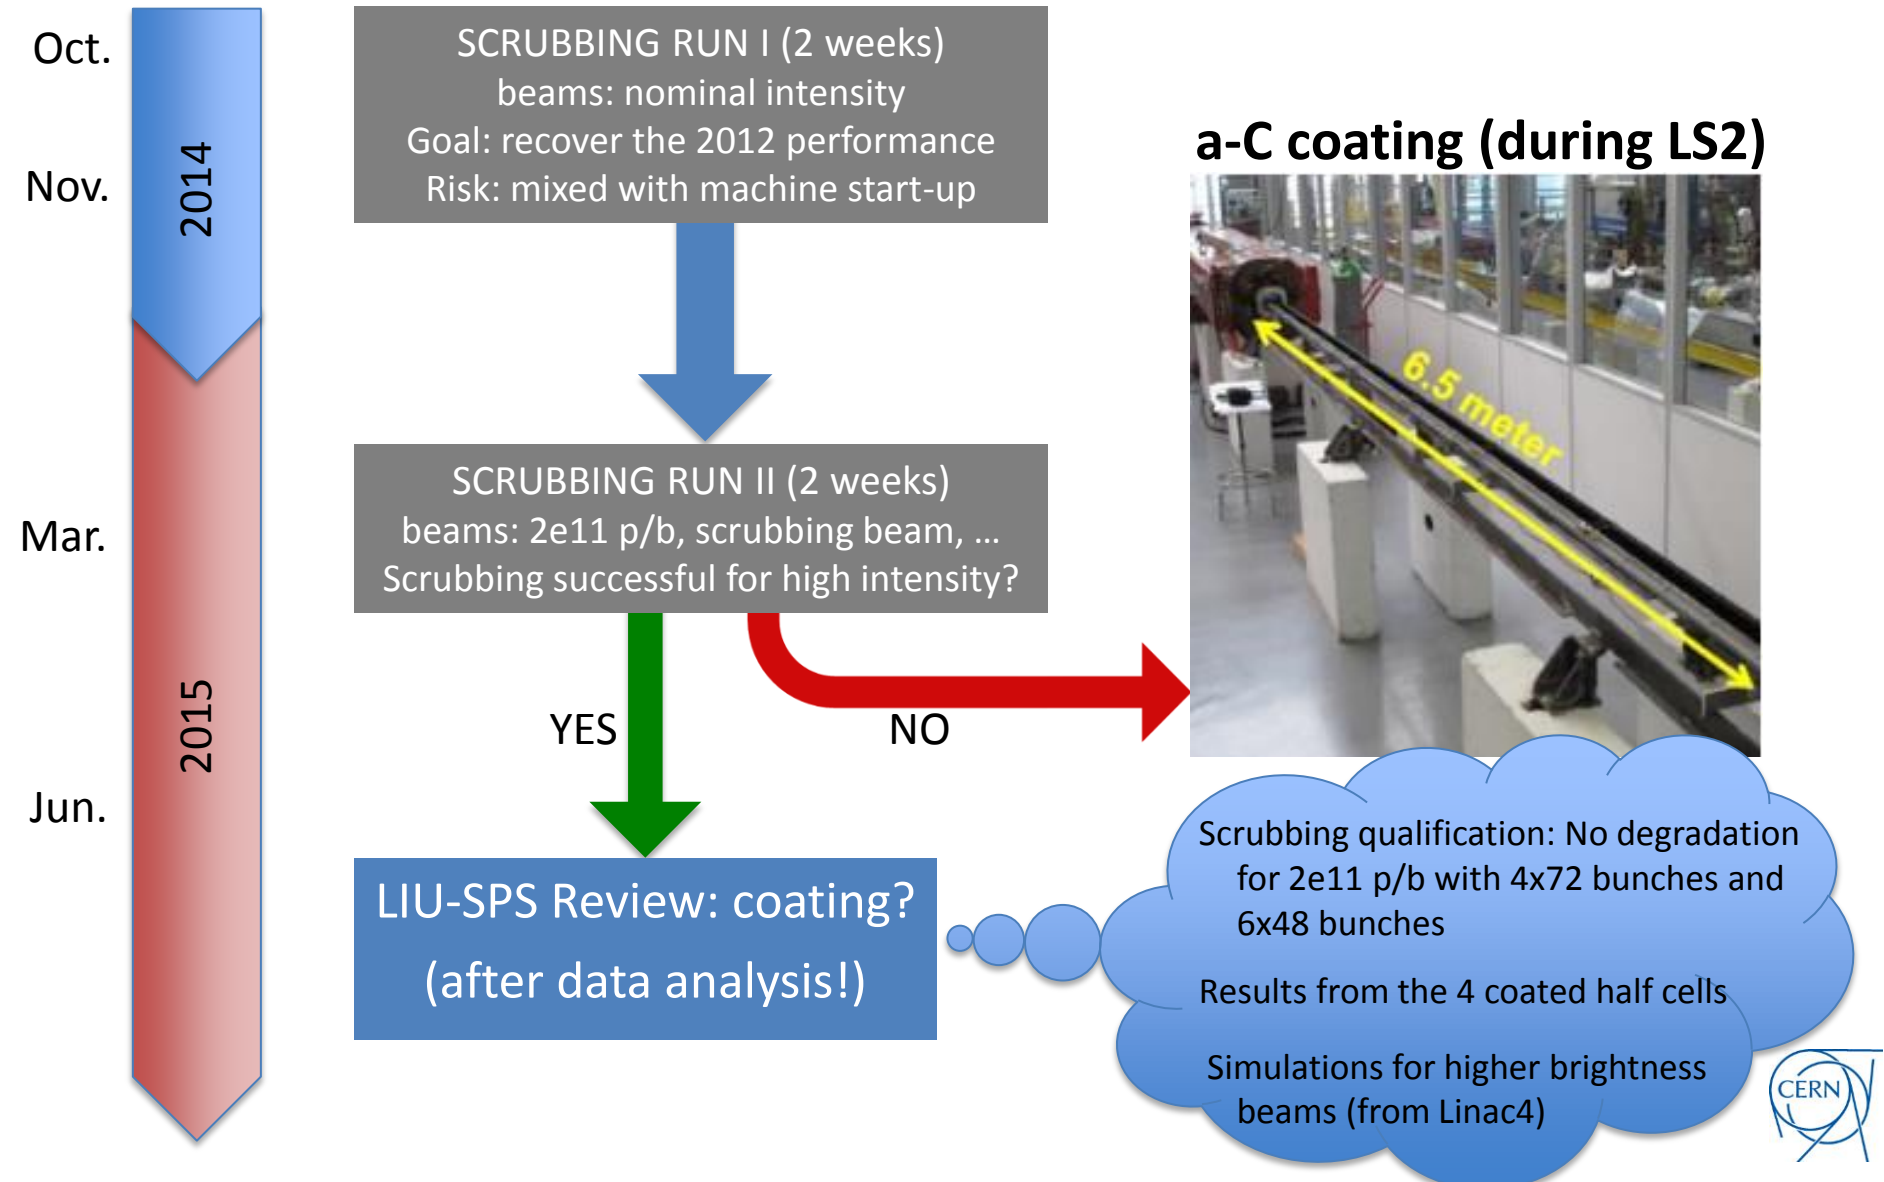 Oct.
Nov.
2014
Mar.
2015
Jun.
SCRUBBING RUN I (2 weeks)
beams: nominal intensity
Goal: recover the 2012 performance
Risk: mixed with machine start-up
SCRUBBING RUN II (2 weeks)
beams: 2e11 p/b, scrubbing beam, …
Scrubbing successful for high intensity?
YES
NO
LIU-SPS Review: coating?
(after data analysis!)
a-C coating (during LS2)
6.5 meter
Scrubbing qualification: No degradation
for 2e11 p/b with 4x72 bunches and
6x48 bunches
Results from the 4 coated half cells
Simulations for higher brightness
beams (from Linac4)
CERN